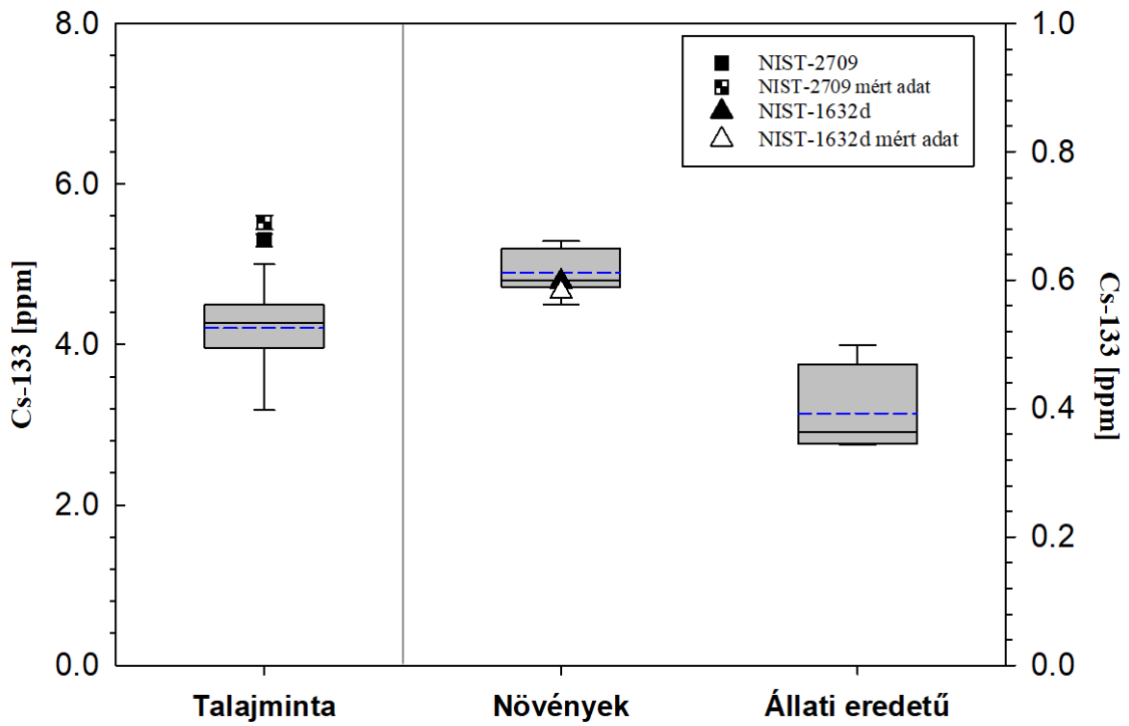 8.0
6.0
4.0
2.0
0.0
Cs-133 [ppm]
NIST-2709
NIST-2709 mért adat
NIST-1632d
NIST-1632d mért adat
1.0
0.8
0.6
0.4
0.2
0.0
Cs-133 [ppm]
Talajminta
Növények
Állati eredetű